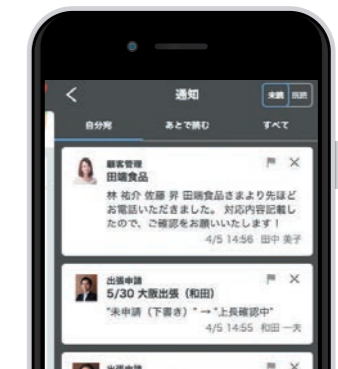 通知
未読 既読
自分宛 あとで読む すべて
顧客管理
田端食品
林 祐介 佐藤 昇 田端食品さまより先ほど
お電話いただきました。 対応内容記載し
たので、ご確認をお願いいたします！
4/5 14:56 田中 美子
出張申請
5/30 大阪出張（和田）
"未申請（下書き）" → "上長確認中"
4/5 14:55 和田 一夫
出張申請